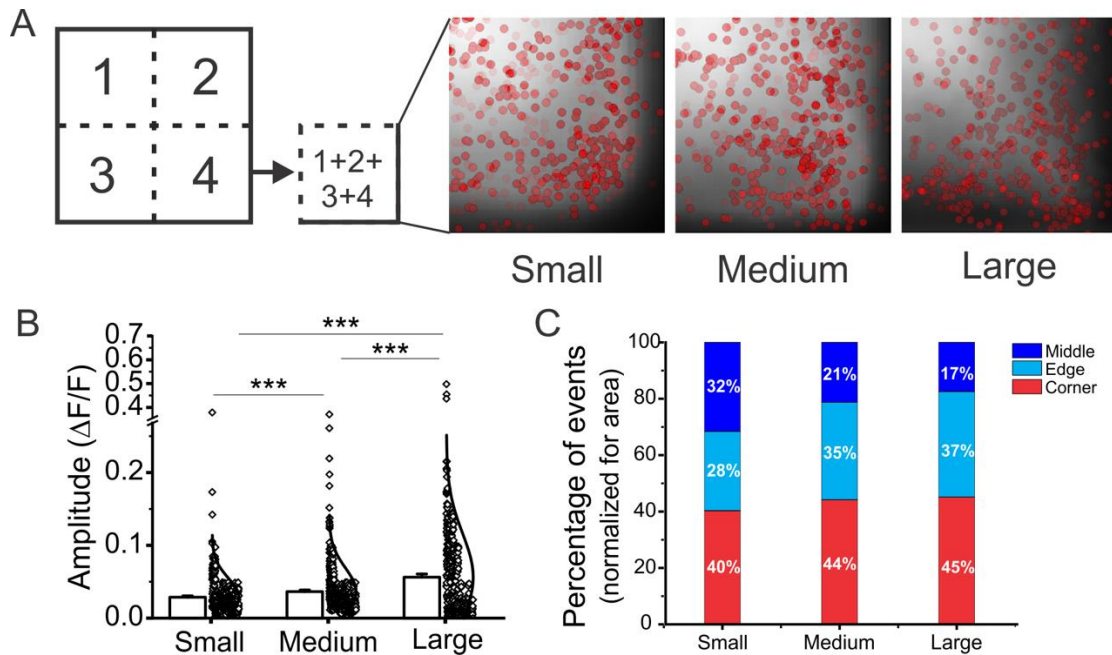 A
1 2
3 4
1+2+
3+4
Small Medium Large
B
Amplitude (ΔF/F)
0.7
0.6
0.5
0.4
0.2
0.1
0.0
***
***
***
Small Medium Large
C
Percentage of events
(normalized for area)
100
80
60
40
20
0
32% 21% 17%
28% 35% 37%
40% 44% 45%
Small Medium Large
Middle
Edge
Corner